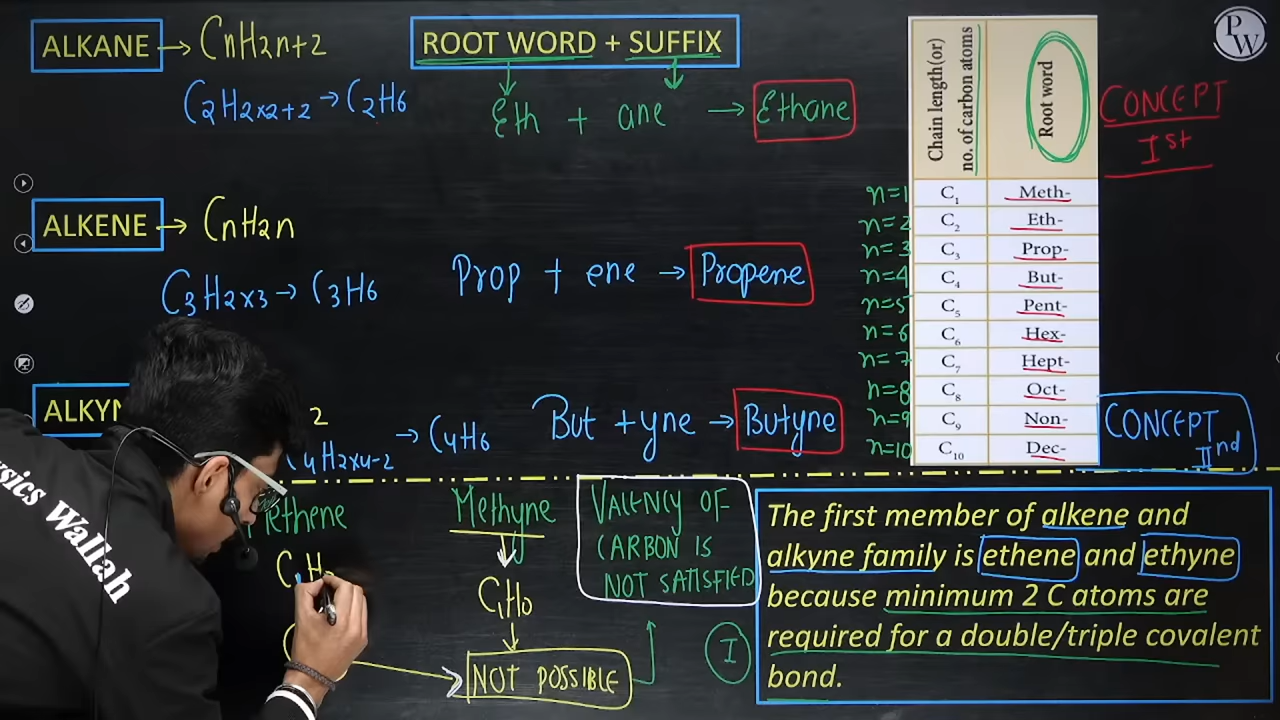 ALKANE → CnH2n+2
C2H2x2+2 → C2H6
ROOT WORD + SUFFIX
Eth + ane → Ethane
ALKENE → CnH2n
C3H2x3 → C3H6
Prop + ene → Propene
ALKYN
2
C4H2x4-2 → C4H6
But + yne → Butyne
Chain length(or) no. of carbon atoms
Root word
n=1 C1 Meth-
n=2 C2 Eth-
n=3 C3 Prop-
n=4 C4 But-
n=5 C5 Pent-
n=6 C6 Hex-
n=7 C7 Hept-
n=8 C8 Oct-
n=9 C9 Non-
n=10 C10 Dec-
PW
CONCEPT
Ist
CONCEPT
IInd
ethene
Methyne
C1H0
NOT POSSIBLE
VALENCY OF
CARBON IS
NOT SATISFIED
I
The first member of alkene and
alkyne family is ethene and ethyne
because minimum 2 C atoms are
required for a double/triple covalent
bond.
Wallah